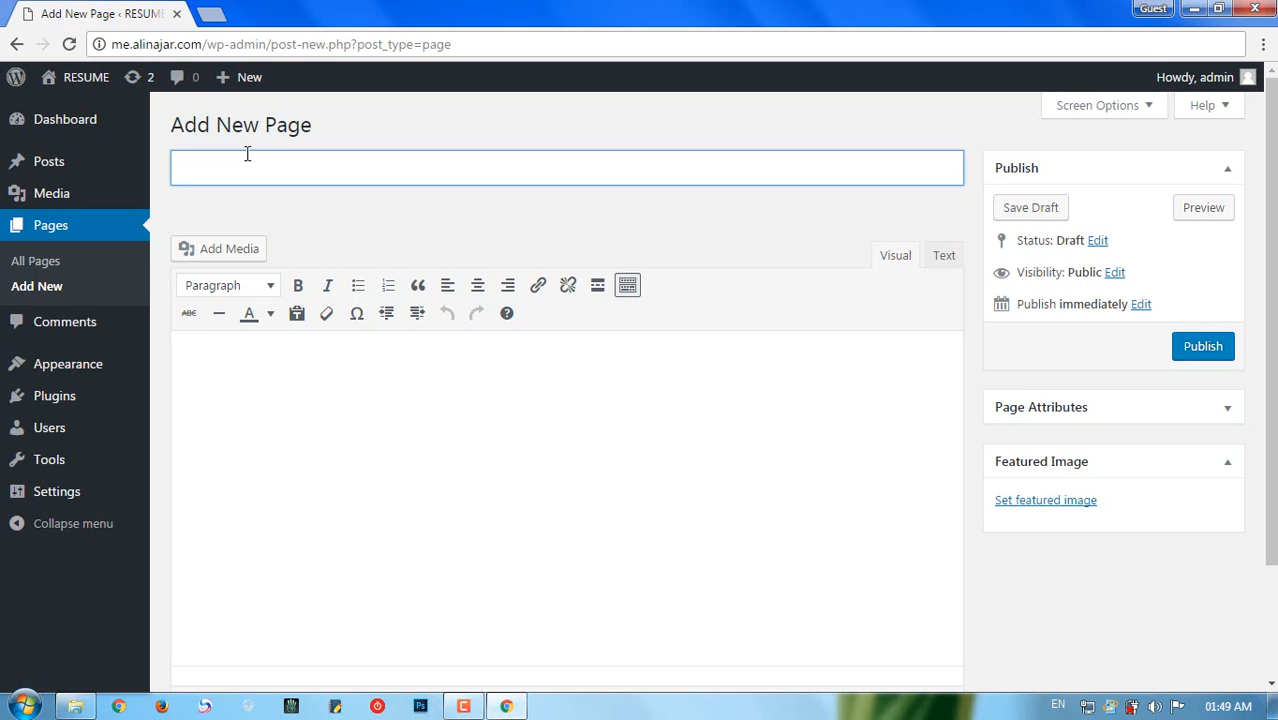 Add New Page ‹ RESUME
Guest
me.alinajar.com/wp-admin/post-new.php?post_type=page
RESUME 2 0 New
Howdy, admin
Screen Options Help
Dashboard
Posts
Media
Pages
All Pages
Add New
Comments
Appearance
Plugins
Users
Tools
Settings
Collapse menu
Add New Page
Add Media
Visual Text
Paragraph B I
ABC A
Publish
Save Draft Preview
Status: Draft Edit
Visibility: Public Edit
Publish immediately Edit
Publish
Page Attributes
Featured Image
Set featured image
Ps C EN 01:49 AM